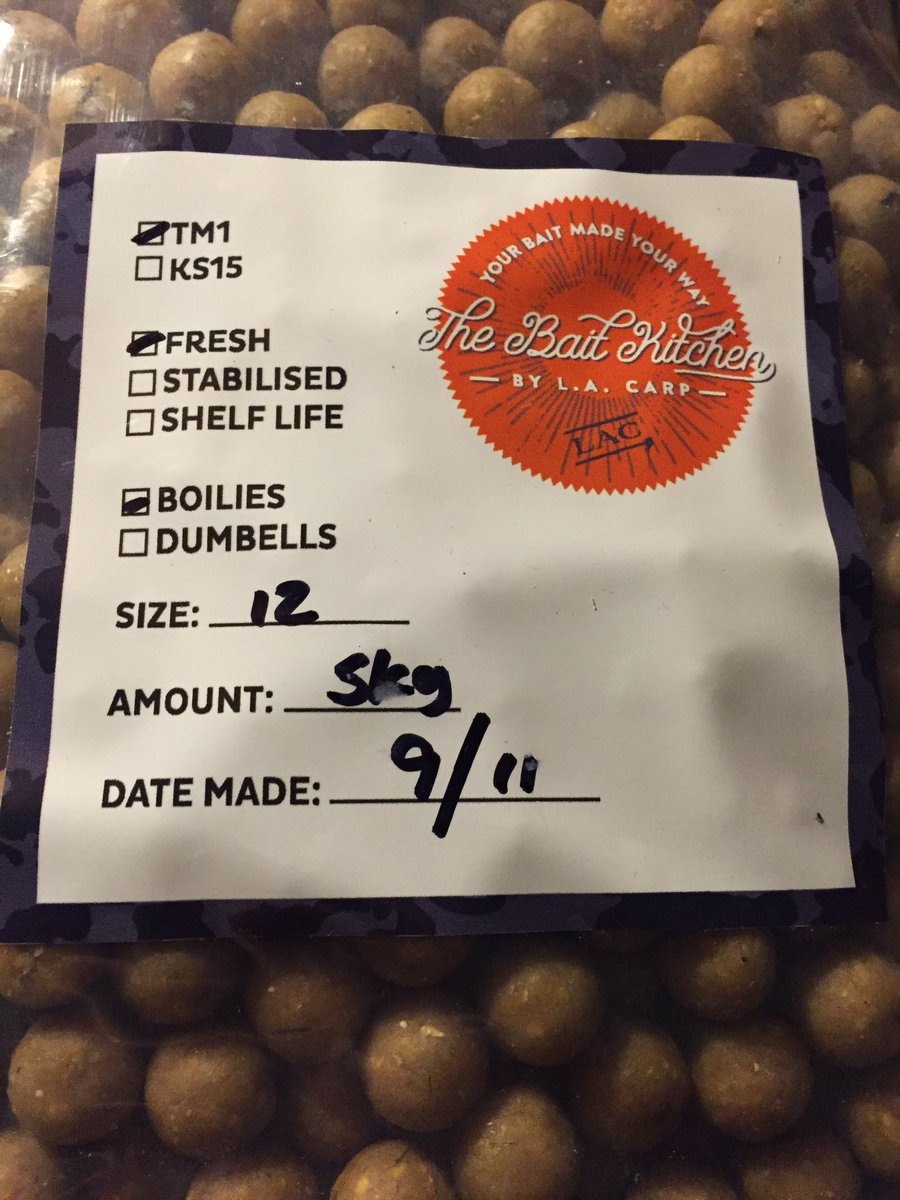 TM1
KS15
FRESH
STABILISED
SHELF LIFE
BOILIES
DUMBELLS
SIZE: 12
AMOUNT: 5kg
DATE MADE: 9/11
YOUR BAIT MADE YOUR WAY
The Bait Kitchen
BY L.A. CARP
LAC